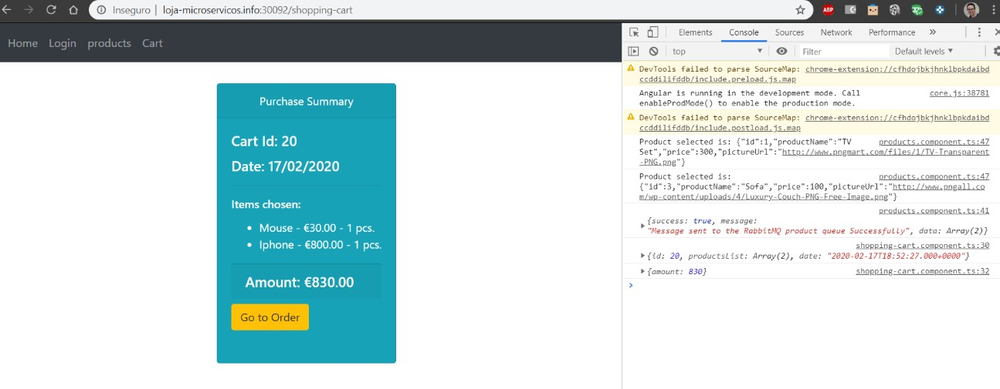 Inseguro | loja-microservicos.info:30092/shopping-cart
ABP
Home Login products Cart
Purchase Summary
Cart Id: 20
Date: 17/02/2020
Items chosen:
• Mouse - €30.00 - 1 pcs.
• Iphone - €800.00 - 1 pcs.
Amount: €830.00
Go to Order
Elements Console Sources Network Performance »
top Filter Default levels
DevTools failed to parse SourceMap: chrome-extension://cfhdojbkjhnklbpkdaibd
ccddilifddb/include.preload.js.map
Angular is running in the development mode. Call core.js:38781
enableProdMode() to enable the production mode.
DevTools failed to parse SourceMap: chrome-extension://cfhdojbkjhnklbpkdaibd
ccddilifddb/include.postload.js.map
Product selected is: {"id":1,"productName":"TV products.component.ts:47
Set","price":300,"pictureUrl":"http://www.pngmart.com/files/1/TV-Transparent
-PNG.png"}
Product selected is: products.component.ts:47
{"id":3,"productName":"Sofa","price":100,"pictureUrl":"http://www.pngall.co
m/wp-content/uploads/4/Luxury-Couch-PNG-Free-Image.png"}
products.component.ts:41
{success: true, message:
"Message sent to the RabbitMQ product queue Successfully", data: Array(2)}
shopping-cart.component.ts:30
{id: 20, productsList: Array(2), date: "2020-02-17T18:52:27.000+0000"}
{amount: 830} shopping-cart.component.ts:32